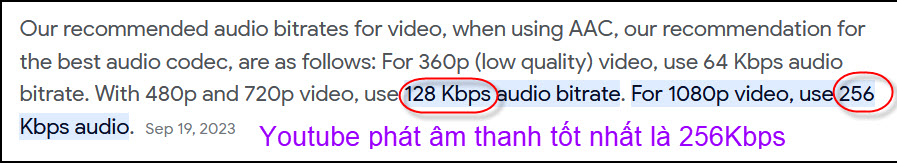 Our recommended audio bitrates for video, when using AAC, our recommendation for
the best audio codec, are as follows: For 360p (low quality) video, use 64 Kbps audio
bitrate. With 480p and 720p video, use 128 Kbps audio bitrate. For 1080p video, use 256
Kbps audio. Sep 19, 2023
Youtube phát âm thanh tốt nhất là 256Kbps